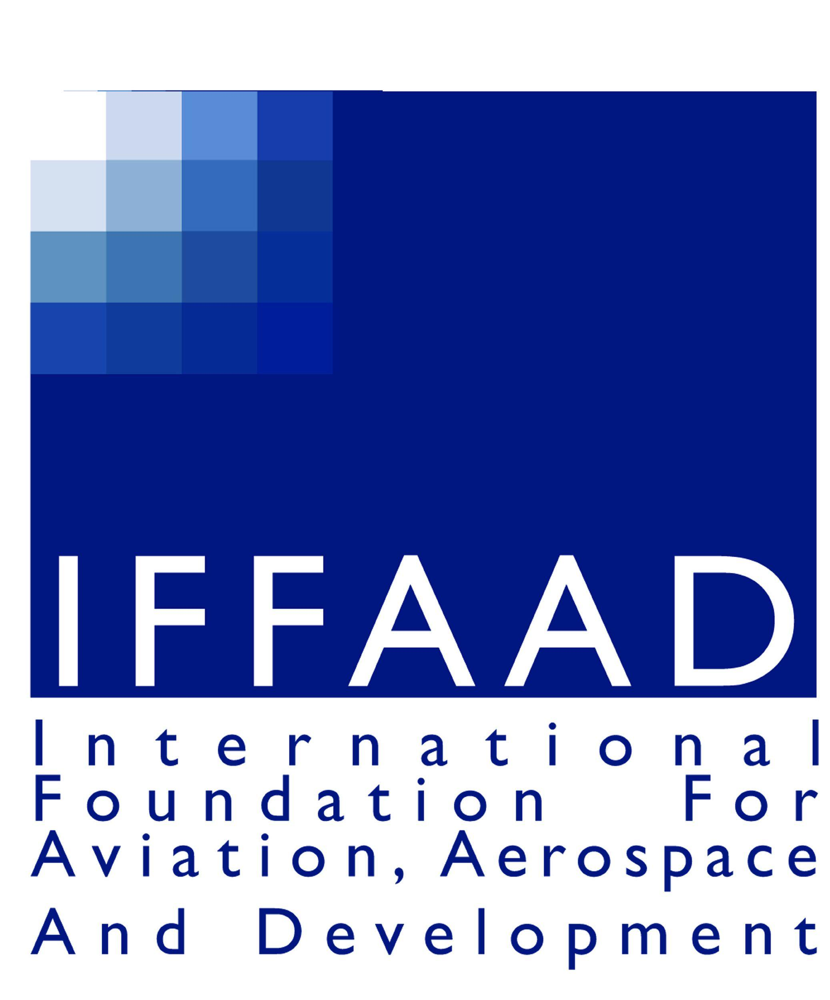 IFFAAD
International
Foundation For
Aviation, Aerospace
And Development